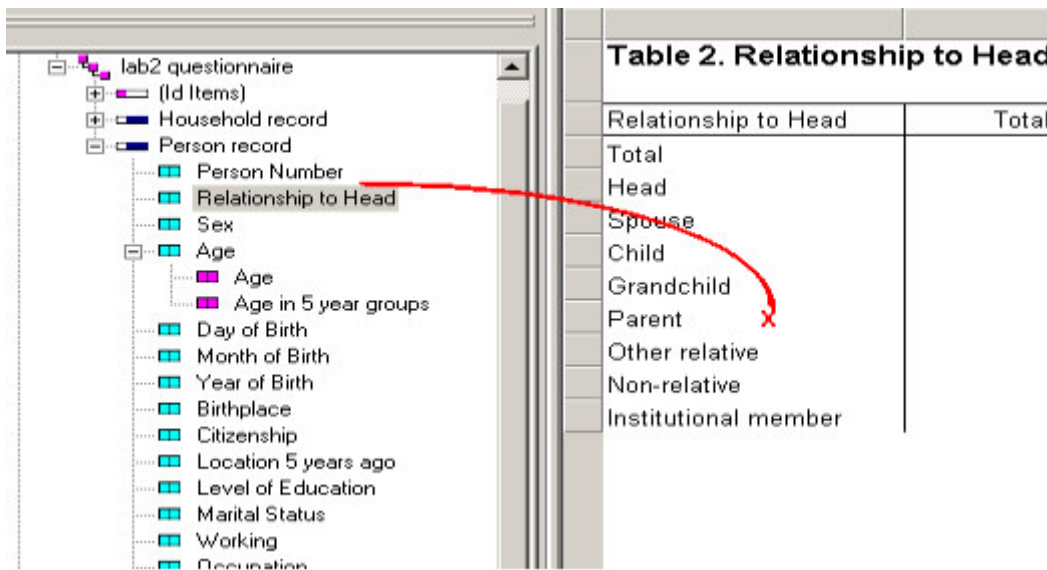 lab2 questionnaire
(Id Items)
Household record
Person record
Person Number
Relationship to Head
Sex
Age
Age
Age in 5 year groups
Day of Birth
Month of Birth
Year of Birth
Birthplace
Citizenship
Location 5 years ago
Level of Education
Marital Status
Working
Occupation
Table 2. Relationship to Head
Relationship to Head Total
Total
Head
Spouse
Child
Grandchild
Parent
Other relative
Non-relative
Institutional member